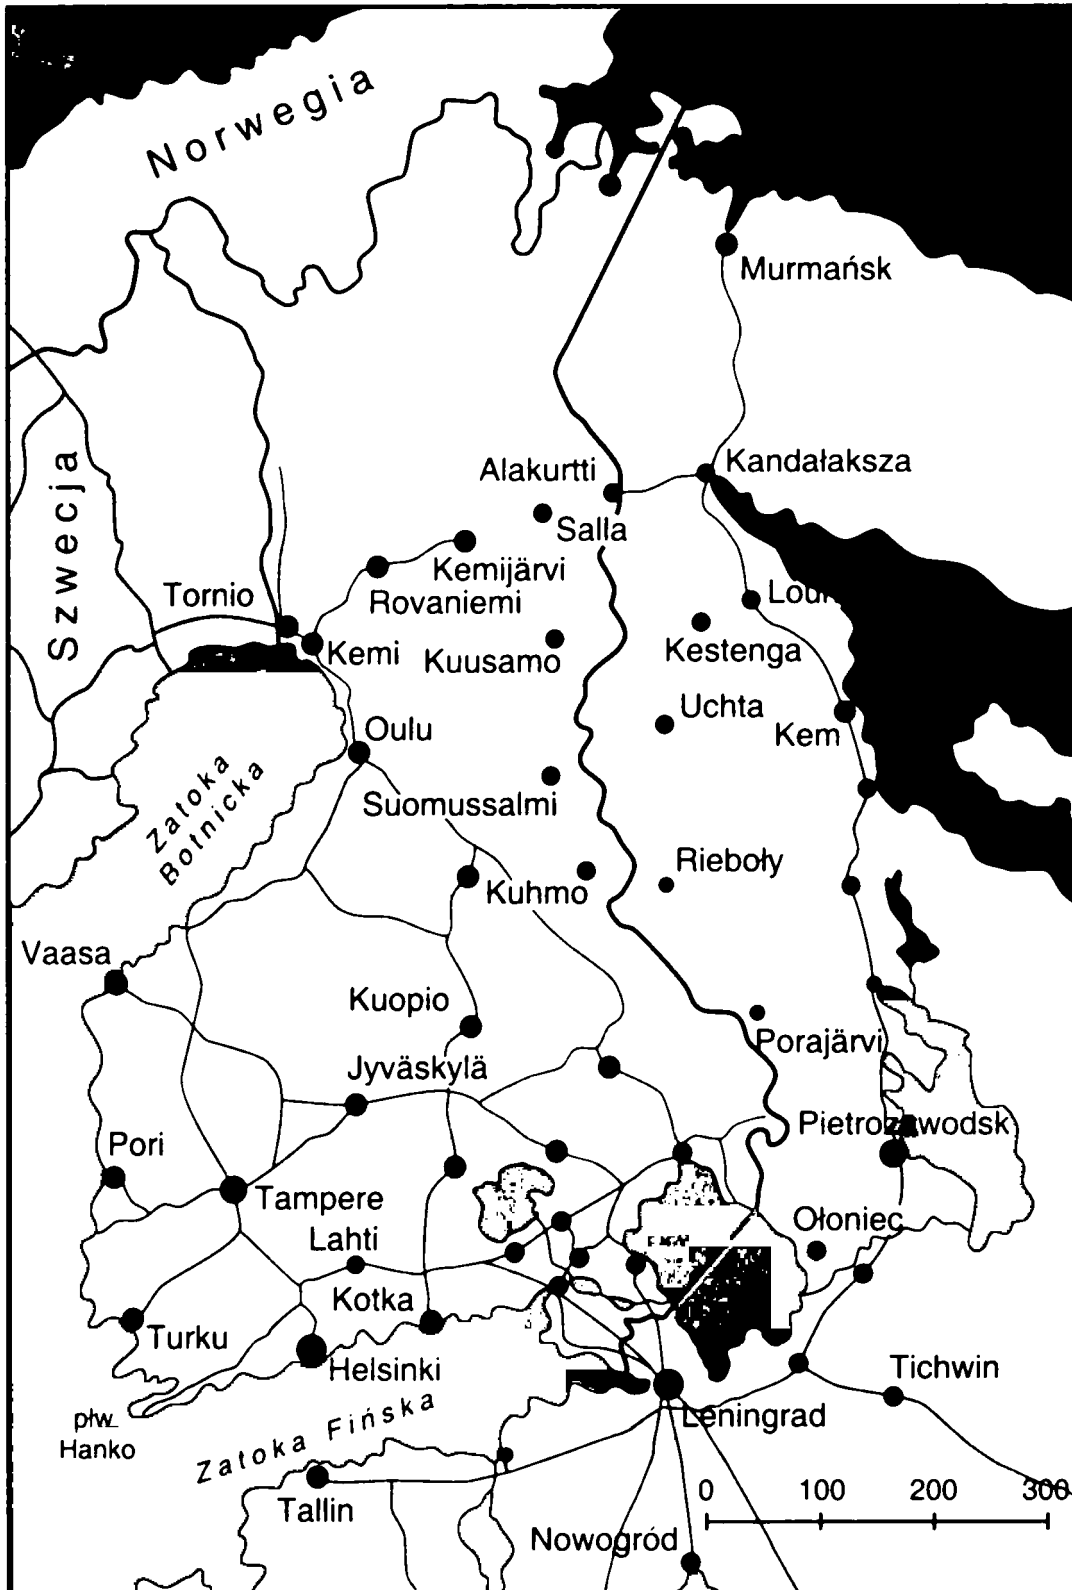 Norwegia
Murmańsk
Szwecja
Alakurtti
Kandałaksza
Salla
Kemijärvi
Tornio
Rovaniemi
Kemi
Kuusamo
Kestenga
Oulu
Uchta
Kem
Zatoka
Botnicka
Suomussalmi
Rieboły
Kuhmo
Vaasa
Kuopio
Porajärvi
Jyväskylä
Pietrozawodsk
Pori
Tampere
Ołoniec
Lahti
Kotka
Turku
Helsinki
Tichwin
płw.
Hanko
Zatoka Fińska
Leningrad
Tallin
0 100 200 300
Nowogród